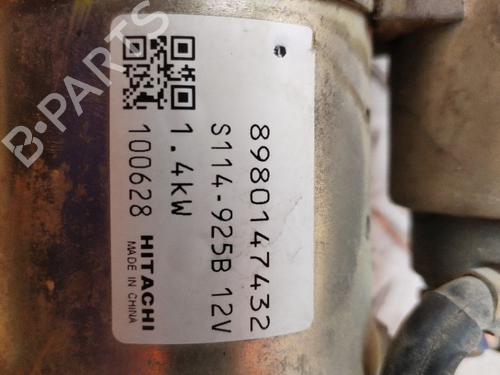 8980147432
S114-925B 12V
1.4kW
100628 HITACHI
MADE IN CHINA
B-PARTS